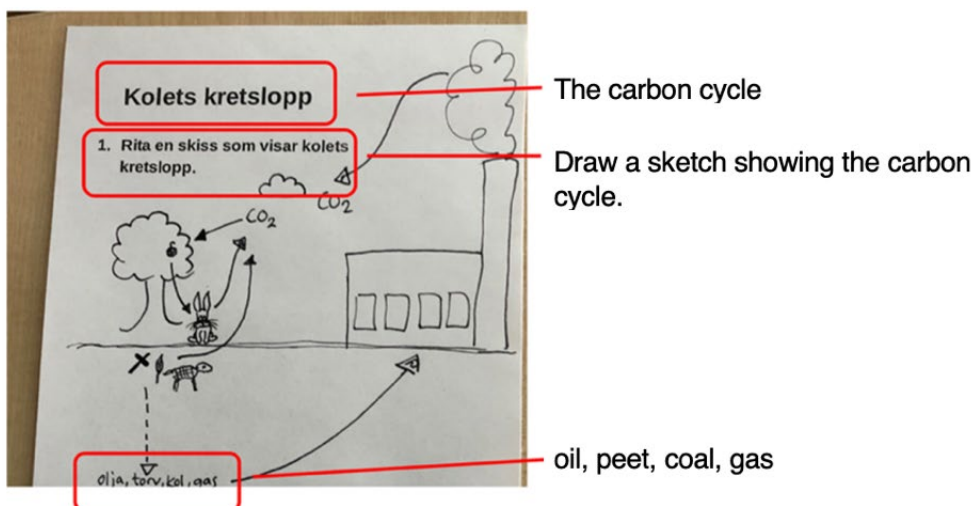 Kolets kretslopp
The carbon cycle
1. Rita en skiss som visar kolets
kretslopp.
Draw a sketch showing the carbon
cycle.
CO2
CO2
olja, torv, kol, gas
oil, peet, coal, gas